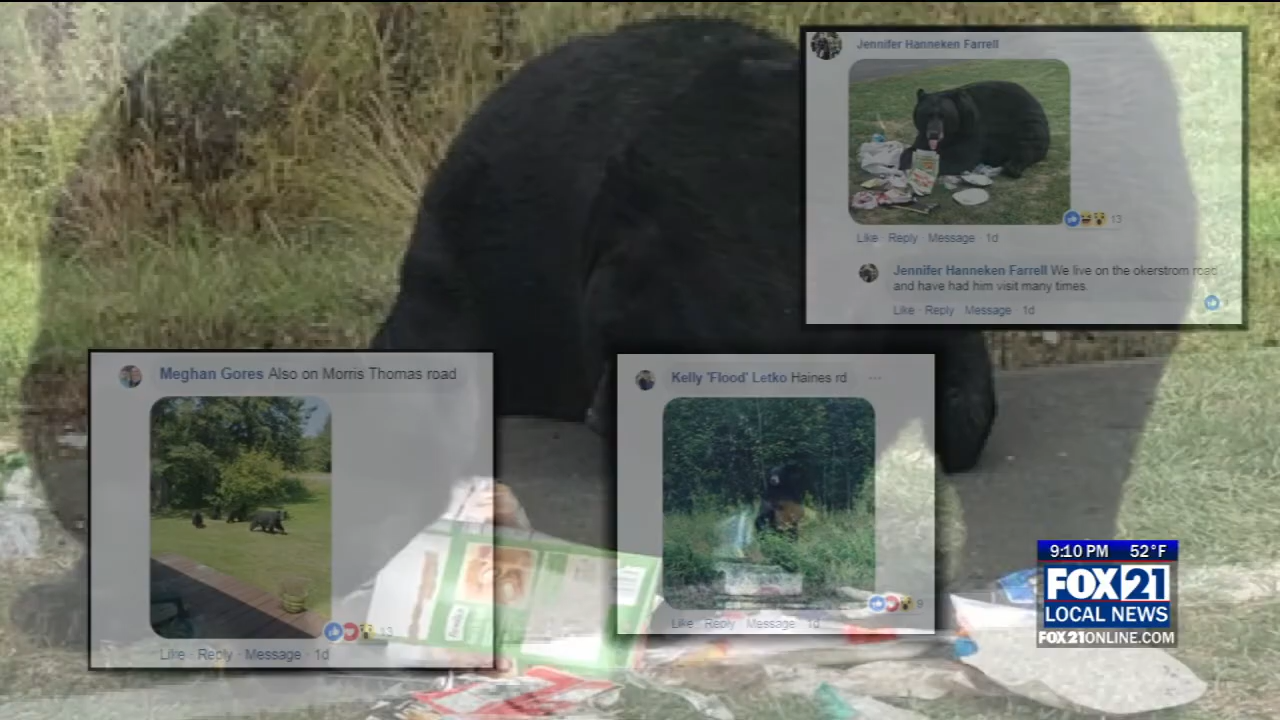 Jennifer Hanneken Farrell
13
Like Reply Message 1d
Jennifer Hanneken Farrell We live on the okerstrom road
and have had him visit many times.
Like Reply Message 1d
Meghan Gores Also on Morris Thomas road
13
Like Reply Message 1d
Kelly 'Flood' Letko Haines rd ...
9
Like Reply Message 1d
9:10 PM 52°F
FOX 21
LOCAL NEWS
FOX21ONLINE.COM